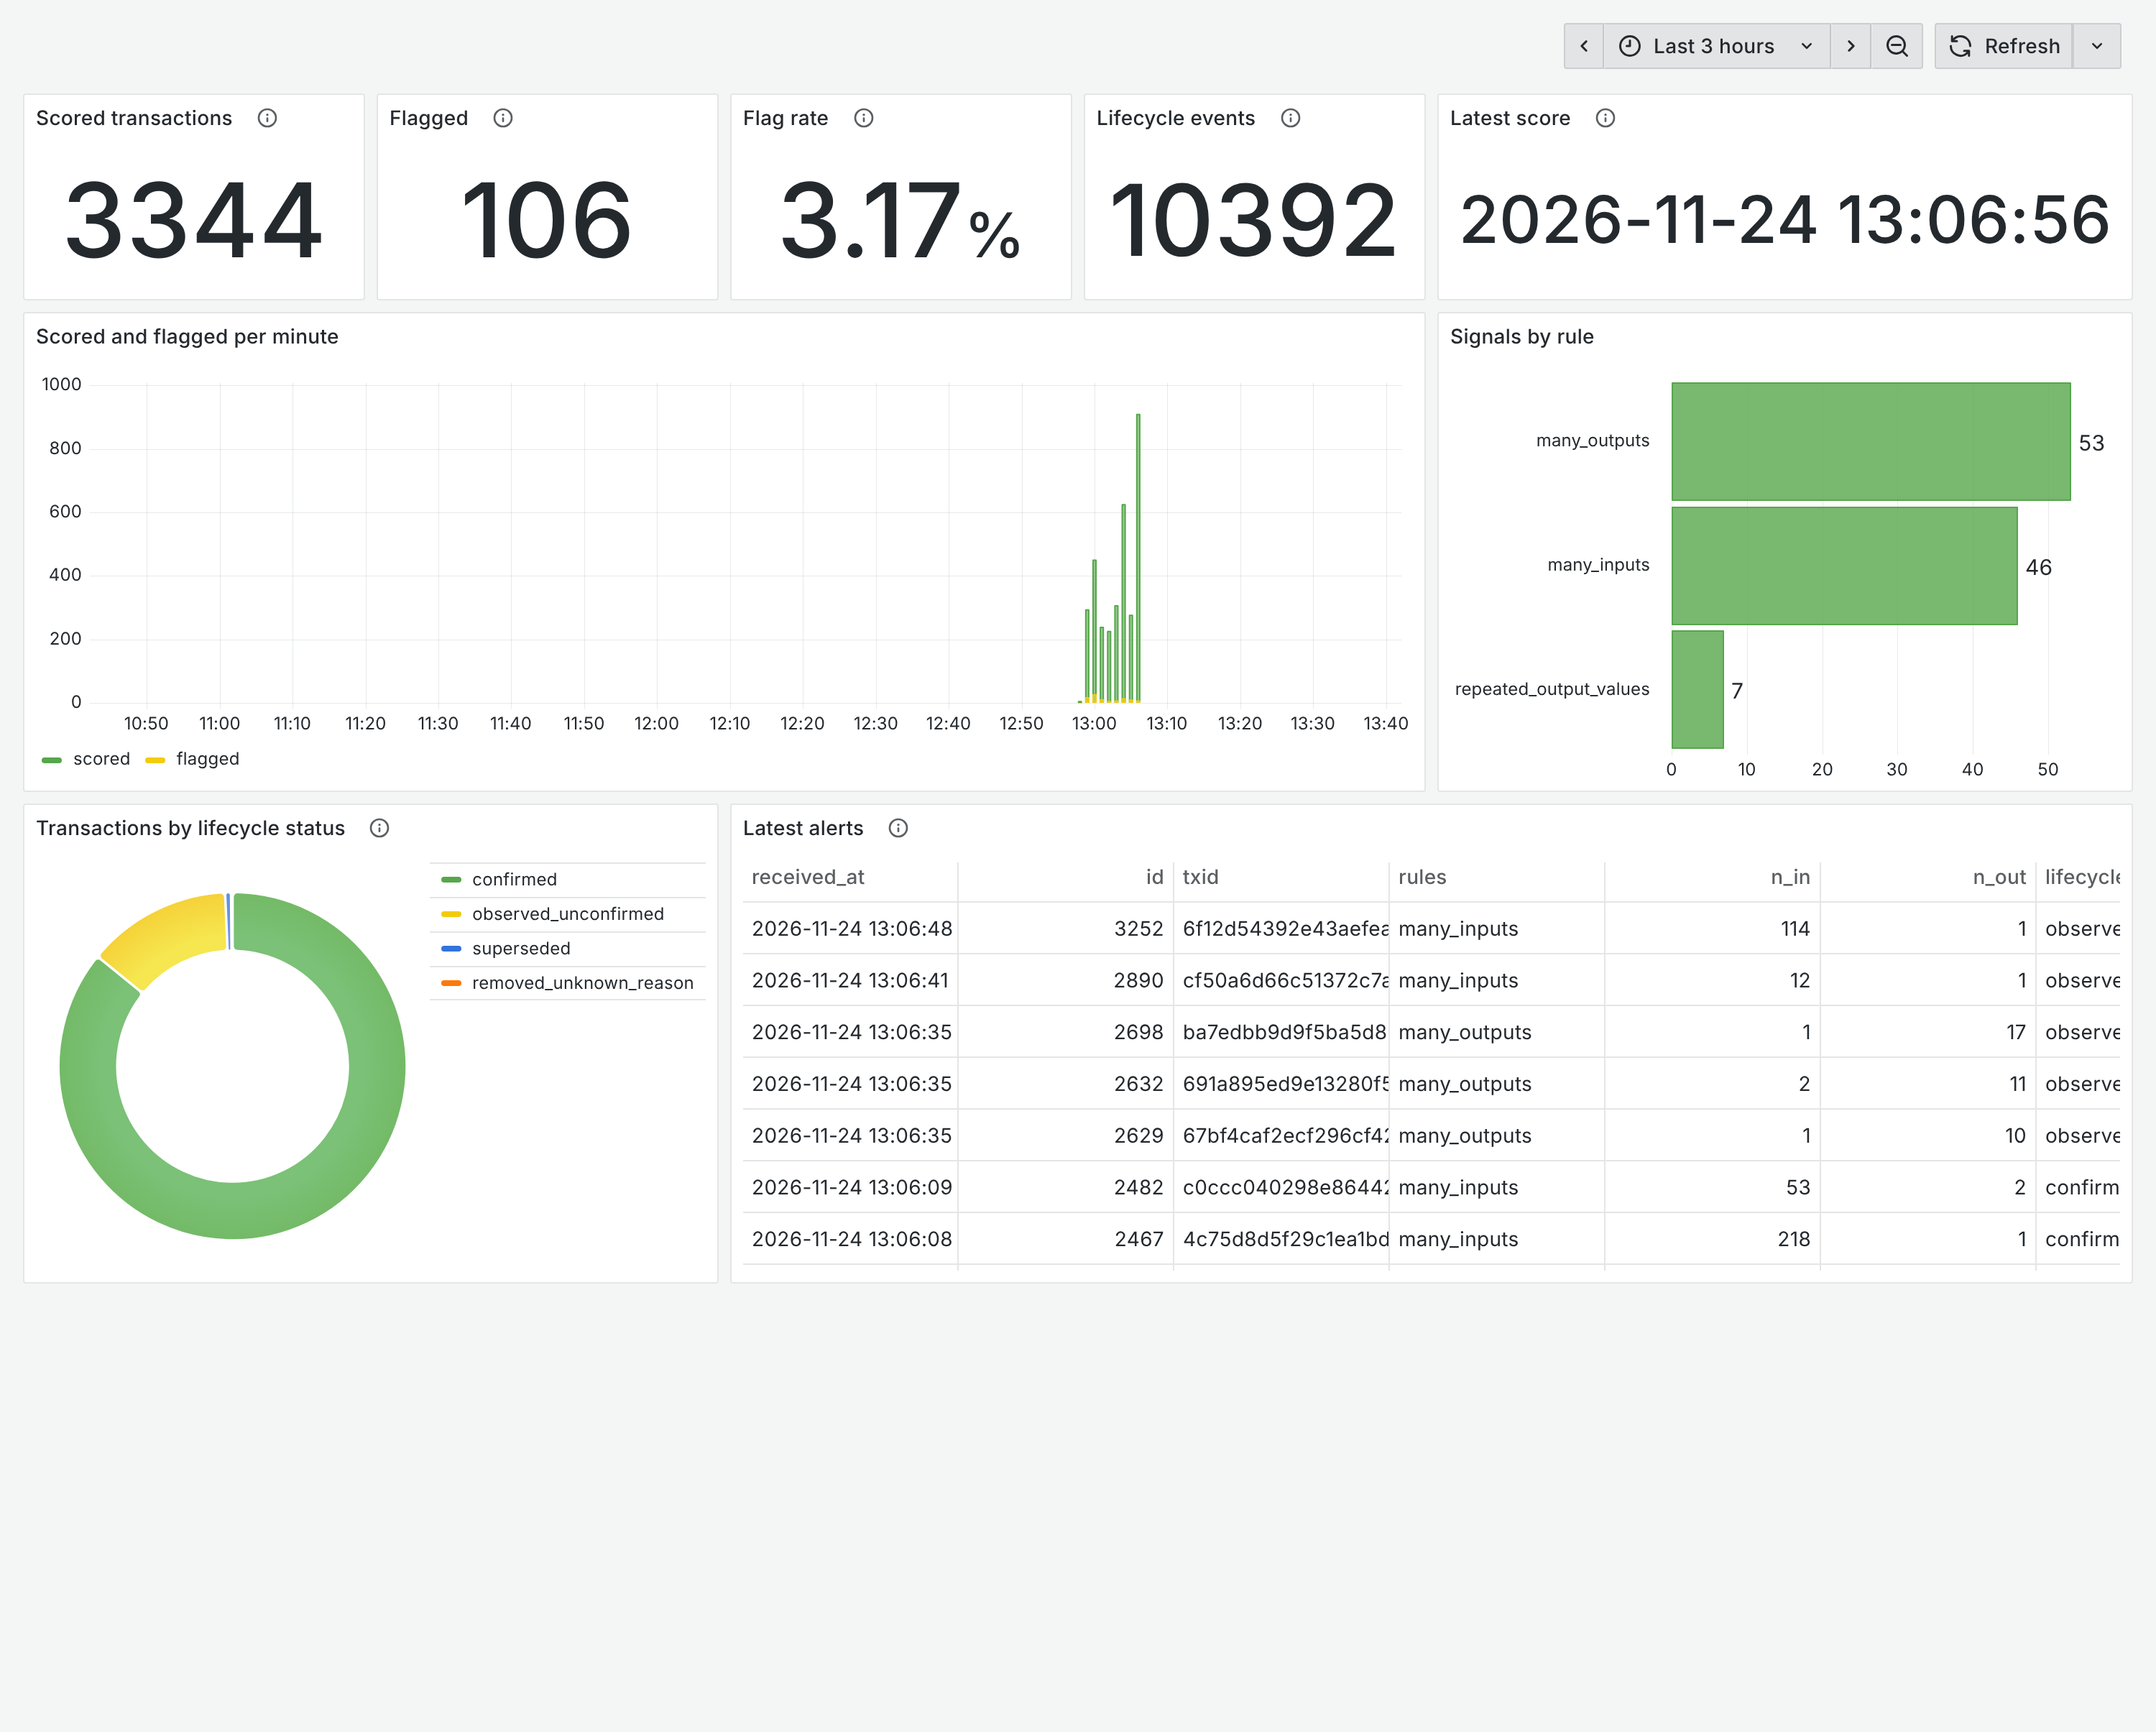 Last 3 hours
Refresh
Scored transactions
3344
Flagged
106
Flag rate
3.17%
Lifecycle events
10392
Latest score
2026-11-24 13:06:56
Scored and flagged per minute
1000
800
600
400
200
0
10:50 11:00 11:10 11:20 11:30 11:40 11:50 12:00 12:10 12:20 12:30 12:40 12:50 13:00 13:10 13:20 13:30 13:40
scored flagged
Signals by rule
many_outputs 53
many_inputs 46
repeated_output_values 7
0 10 20 30 40 50
Transactions by lifecycle status
confirmed
observed_unconfirmed
superseded
removed_unknown_reason
Latest alerts
received_at id txid rules n_in n_out lifecycle
2026-11-24 13:06:48 3252 6f12d54392e43aefea many_inputs 114 1 observe
2026-11-24 13:06:41 2890 cf50a6d66c51372c7a many_inputs 12 1 observe
2026-11-24 13:06:35 2698 ba7edbb9d9f5ba5d8 many_outputs 1 17 observe
2026-11-24 13:06:35 2632 691a895ed9e13280f5 many_outputs 2 11 observe
2026-11-24 13:06:35 2629 67bf4caf2ecf296cf42 many_outputs 1 10 observe
2026-11-24 13:06:09 2482 c0ccc040298e86442 many_inputs 53 2 confirm
2026-11-24 13:06:08 2467 4c75d8d5f29c1ea1bd many_inputs 218 1 confirm